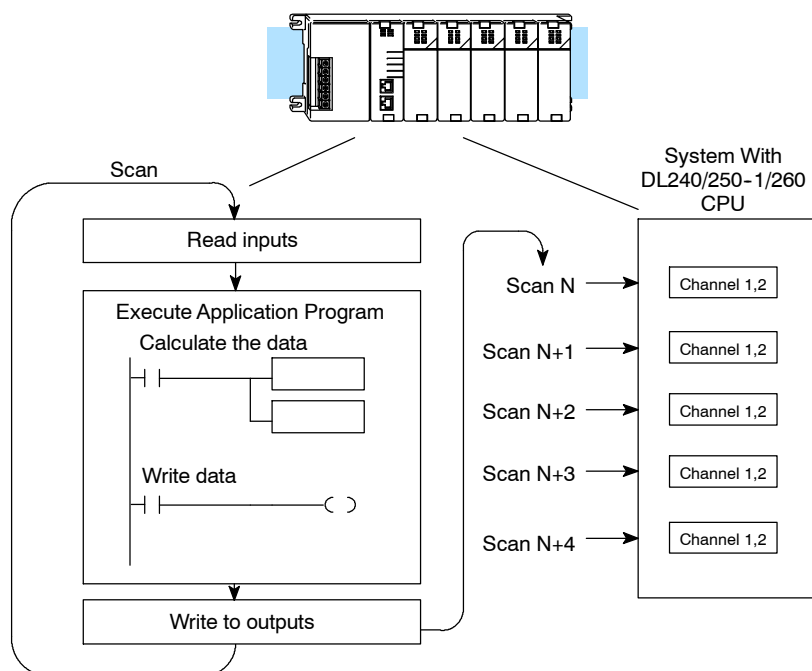 System With
DL240/250-1/260
CPU
Scan
Read inputs
Execute Application Program
Calculate the data
Write data
Write to outputs
Scan N
Channel 1,2
Scan N+1
Channel 1,2
Scan N+2
Channel 1,2
Scan N+3
Channel 1,2
Scan N+4
Channel 1,2